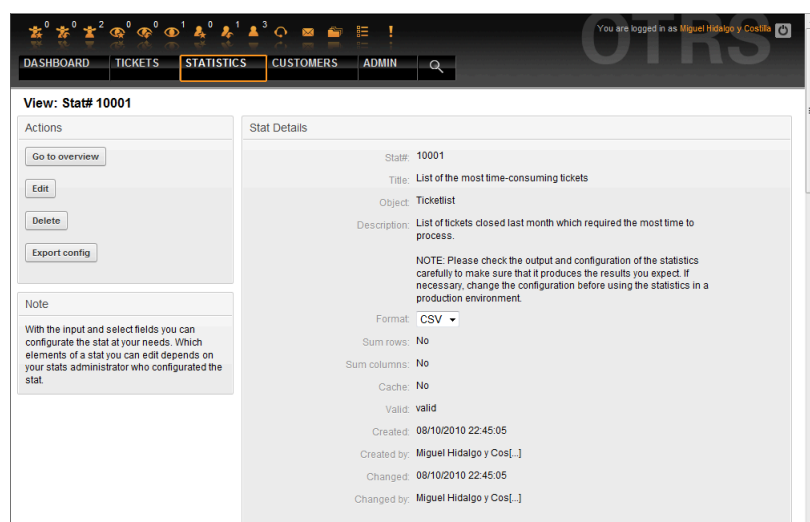 0 0 2 0 0 1 0 1 3
You are logged in as Miguel Hidalgo y Costilla
OTRS
DASHBOARD TICKETS STATISTICS CUSTOMERS ADMIN
View: Stat# 10001
Actions
Go to overview
Edit
Delete
Export config
Note
With the input and select fields you can
configurate the stat at your needs. Which
elements of a stat you can edit depends on
your stats administrator who configurated the
stat.
Stat Details
Stat#: 10001
Title: List of the most time-consuming tickets
Object: Ticketlist
Description: List of tickets closed last month which required the most time to
process.
NOTE: Please check the output and configuration of the statistics
carefully to make sure that it produces the results you expect. If
necessary, change the configuration before using the statistics in a
production environment.
Format: CSV
Sum rows: No
Sum columns: No
Cache: No
Valid: valid
Created: 08/10/2010 22:45:05
Created by: Miguel Hidalgo y Cos[...]
Changed: 08/10/2010 22:45:05
Changed by: Miguel Hidalgo y Cos[...]